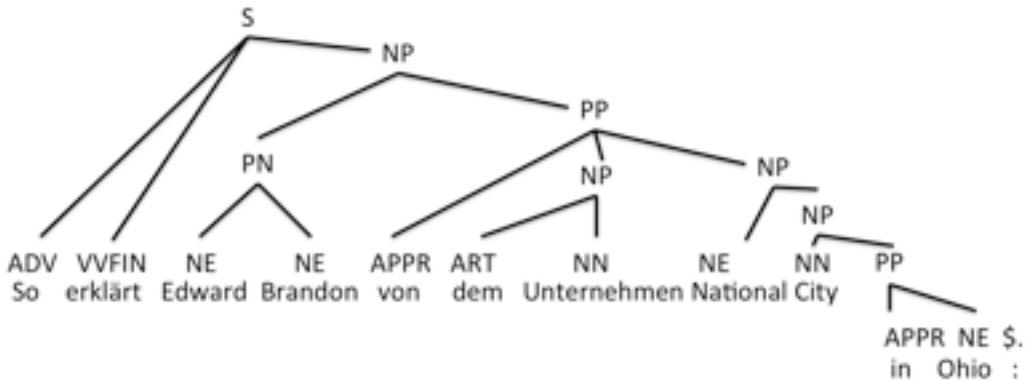 S
NP
PP
PN
NP
NP
NP
ADV VVFIN NE NE APPR ART NN NE NN PP
So erklärt Edward Brandon von dem Unternehmen National City
APPR NE $.
in Ohio :